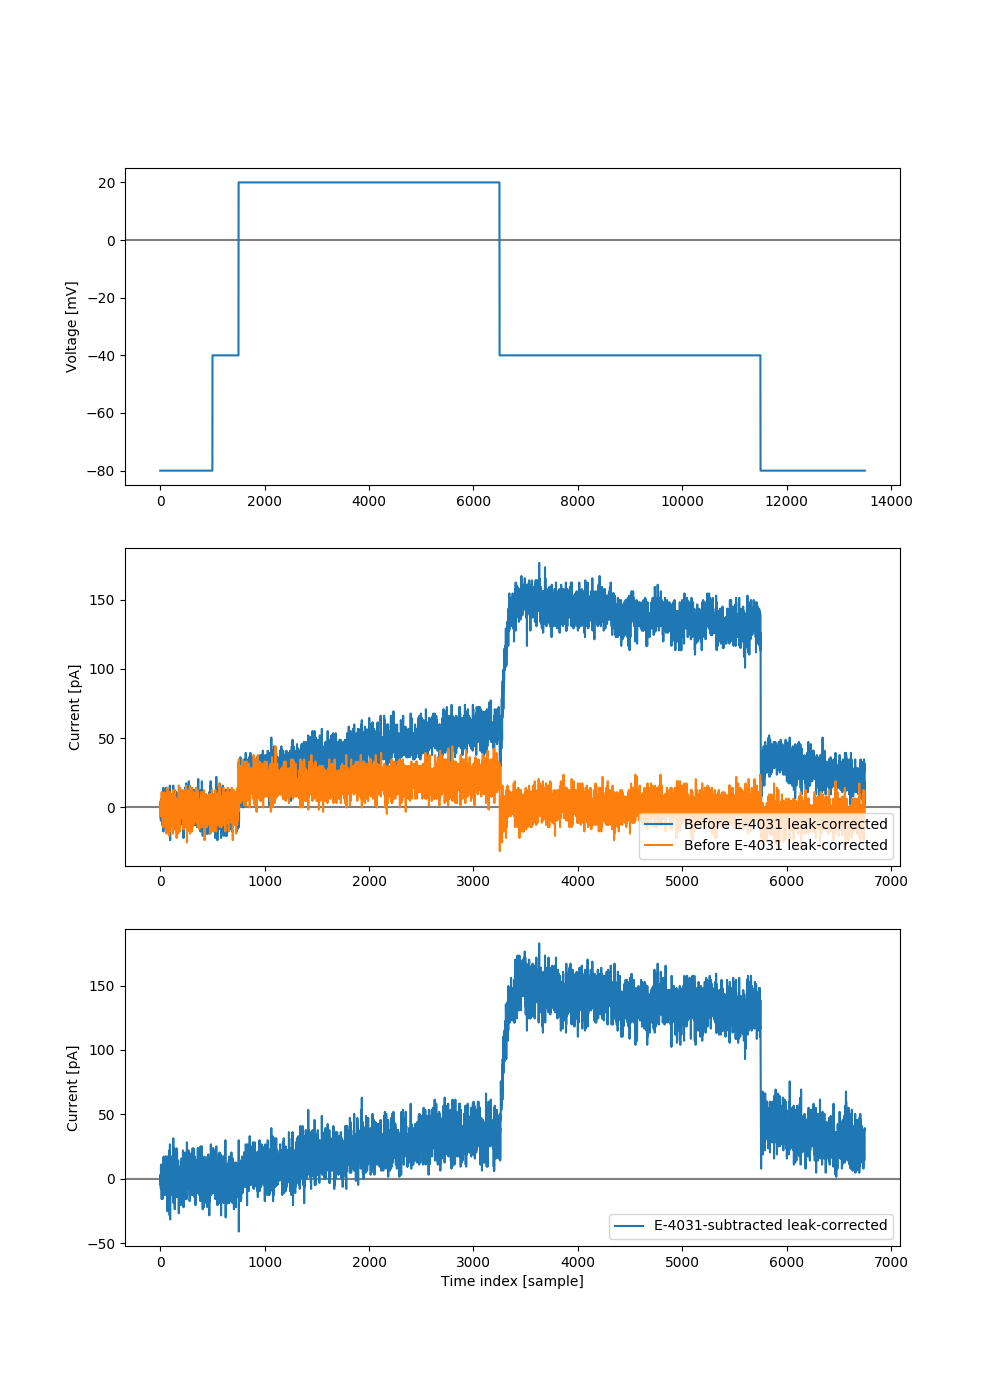 Voltage [mV]
20
0
−20
−40
−60
−80
0 2000 4000 6000 8000 10000 12000 14000
Current [pA]
150
100
50
0
Before E-4031 leak-corrected
Before E-4031 leak-corrected
0 1000 2000 3000 4000 5000 6000 7000
Current [pA]
150
100
50
0
−50
E-4031-subtracted leak-corrected
0 1000 2000 3000 4000 5000 6000 7000
Time index [sample]